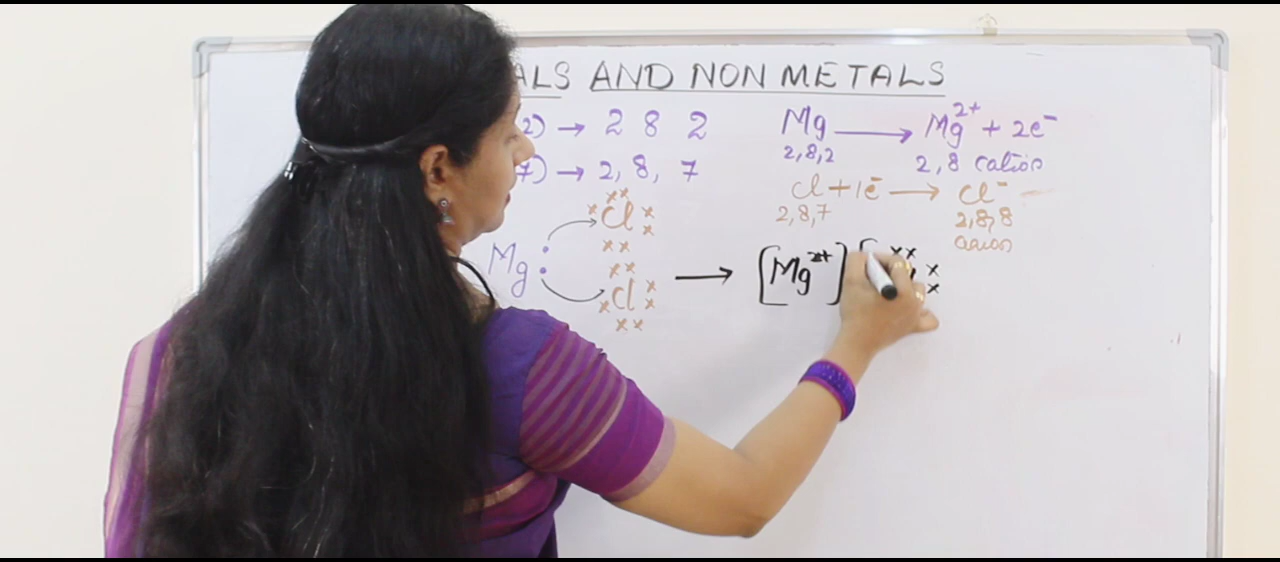 ALS AND NON METALS
2) → 2 8 2
7) → 2, 8, 7
Mg → Mg2+ + 2e-
2,8,2 2,8 cation
Cl + 1e- → Cl-
2,8,7 2,8,8
anion
Mg Cl
Cl
→ [Mg2+] [